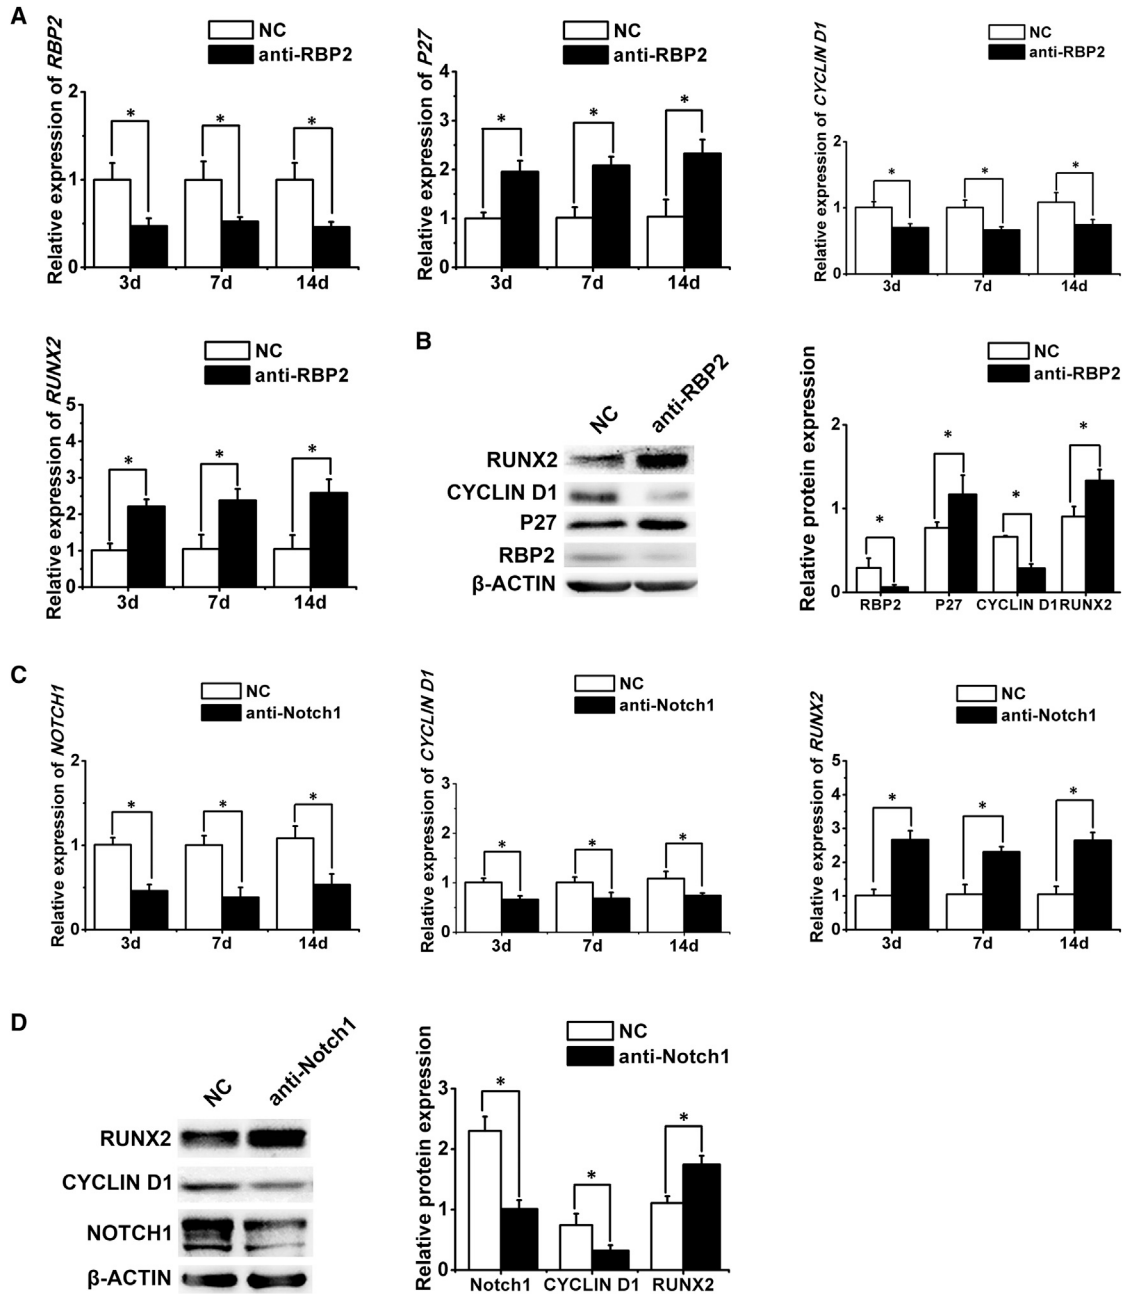 A
NC
anti-RBP2
Relative expression of RBP2
2
1
0
*
*
*
3d
7d
14d
NC
anti-RBP2
Relative expression of P27
4
3
2
1
0
*
*
*
3d
7d
14d
NC
anti-RBP2
Relative expression of CYCLIN D1
2
1
0
*
*
*
3d
7d
14d
NC
anti-RBP2
Relative expression of RUNX2
5
4
3
2
1
0
*
*
*
3d
7d
14d
B
NC
anti-RBP2
RUNX2
CYCLIN D1
P27
RBP2
β-ACTIN
NC
anti-RBP2
Relative protein expression
2
1
0
*
*
*
*
RBP2
P27
CYCLIN D1
RUNX2
C
NC
anti-Notch1
Relative expression of NOTCH1
2
1
0
*
*
*
3d
7d
14d
NC
anti-Notch1
Relative expression of CYCLIN D1
3
2
1
0
*
*
*
3d
7d
14d
NC
anti-Notch1
Relative expression of RUNX2
5
4
3
2
1
0
*
*
*
3d
7d
14d
D
NC
anti-Notch1
RUNX2
CYCLIN D1
NOTCH1
β-ACTIN
NC
anti-Notch1
Relative protein expression
3
2
1
0
*
*
*
Notch1
CYCLIN D1
RUNX2